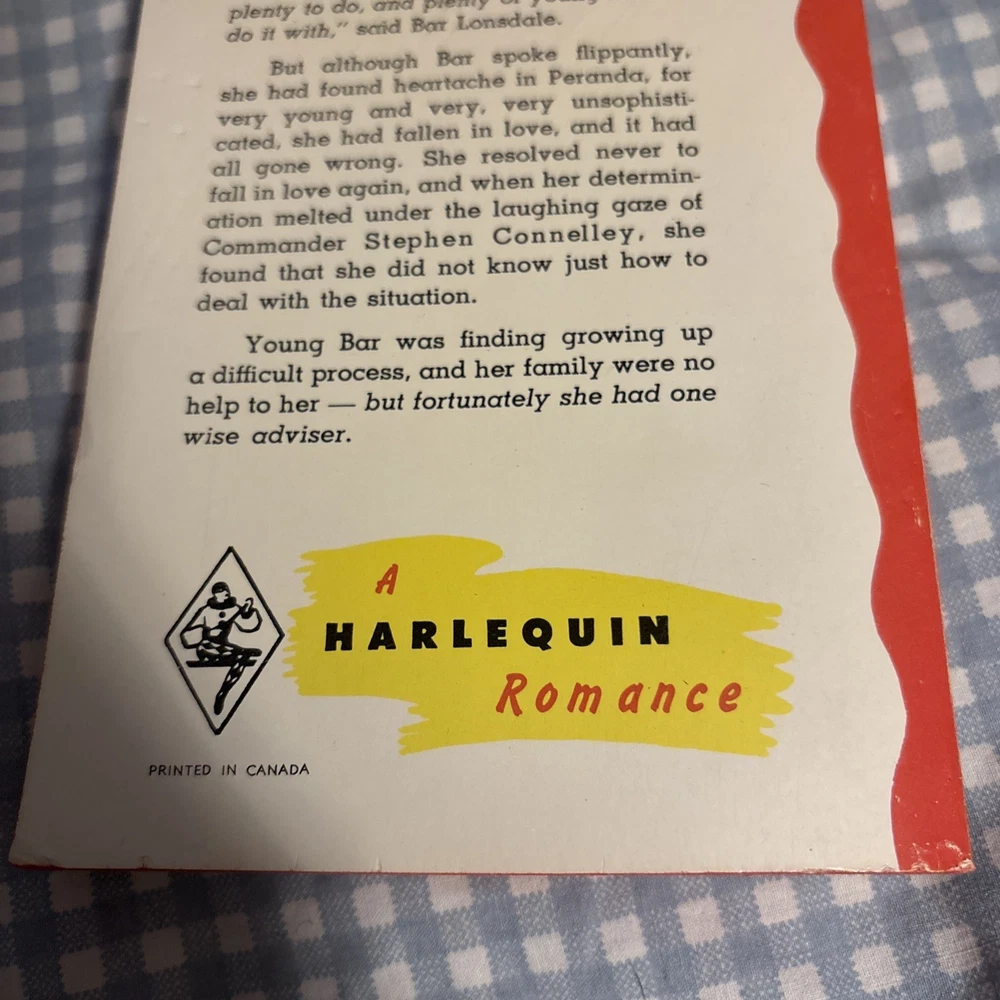 plenty to do, and plenty of
do it with," said Bar Lonsdale.
But although Bar spoke flippantly,
she had found heartache in Peranda, for
very young and very, very unsophisti-
cated, she had fallen in love, and it had
all gone wrong. She resolved never to
fall in love again, and when her determin-
ation melted under the laughing gaze of
Commander Stephen Connelley, she
found that she did not know just how to
deal with the situation.
Young Bar was finding growing up
a difficult process, and her family were no
help to her — but fortunately she had one
wise adviser.
A
HARLEQUIN
Romance
PRINTED IN CANADA